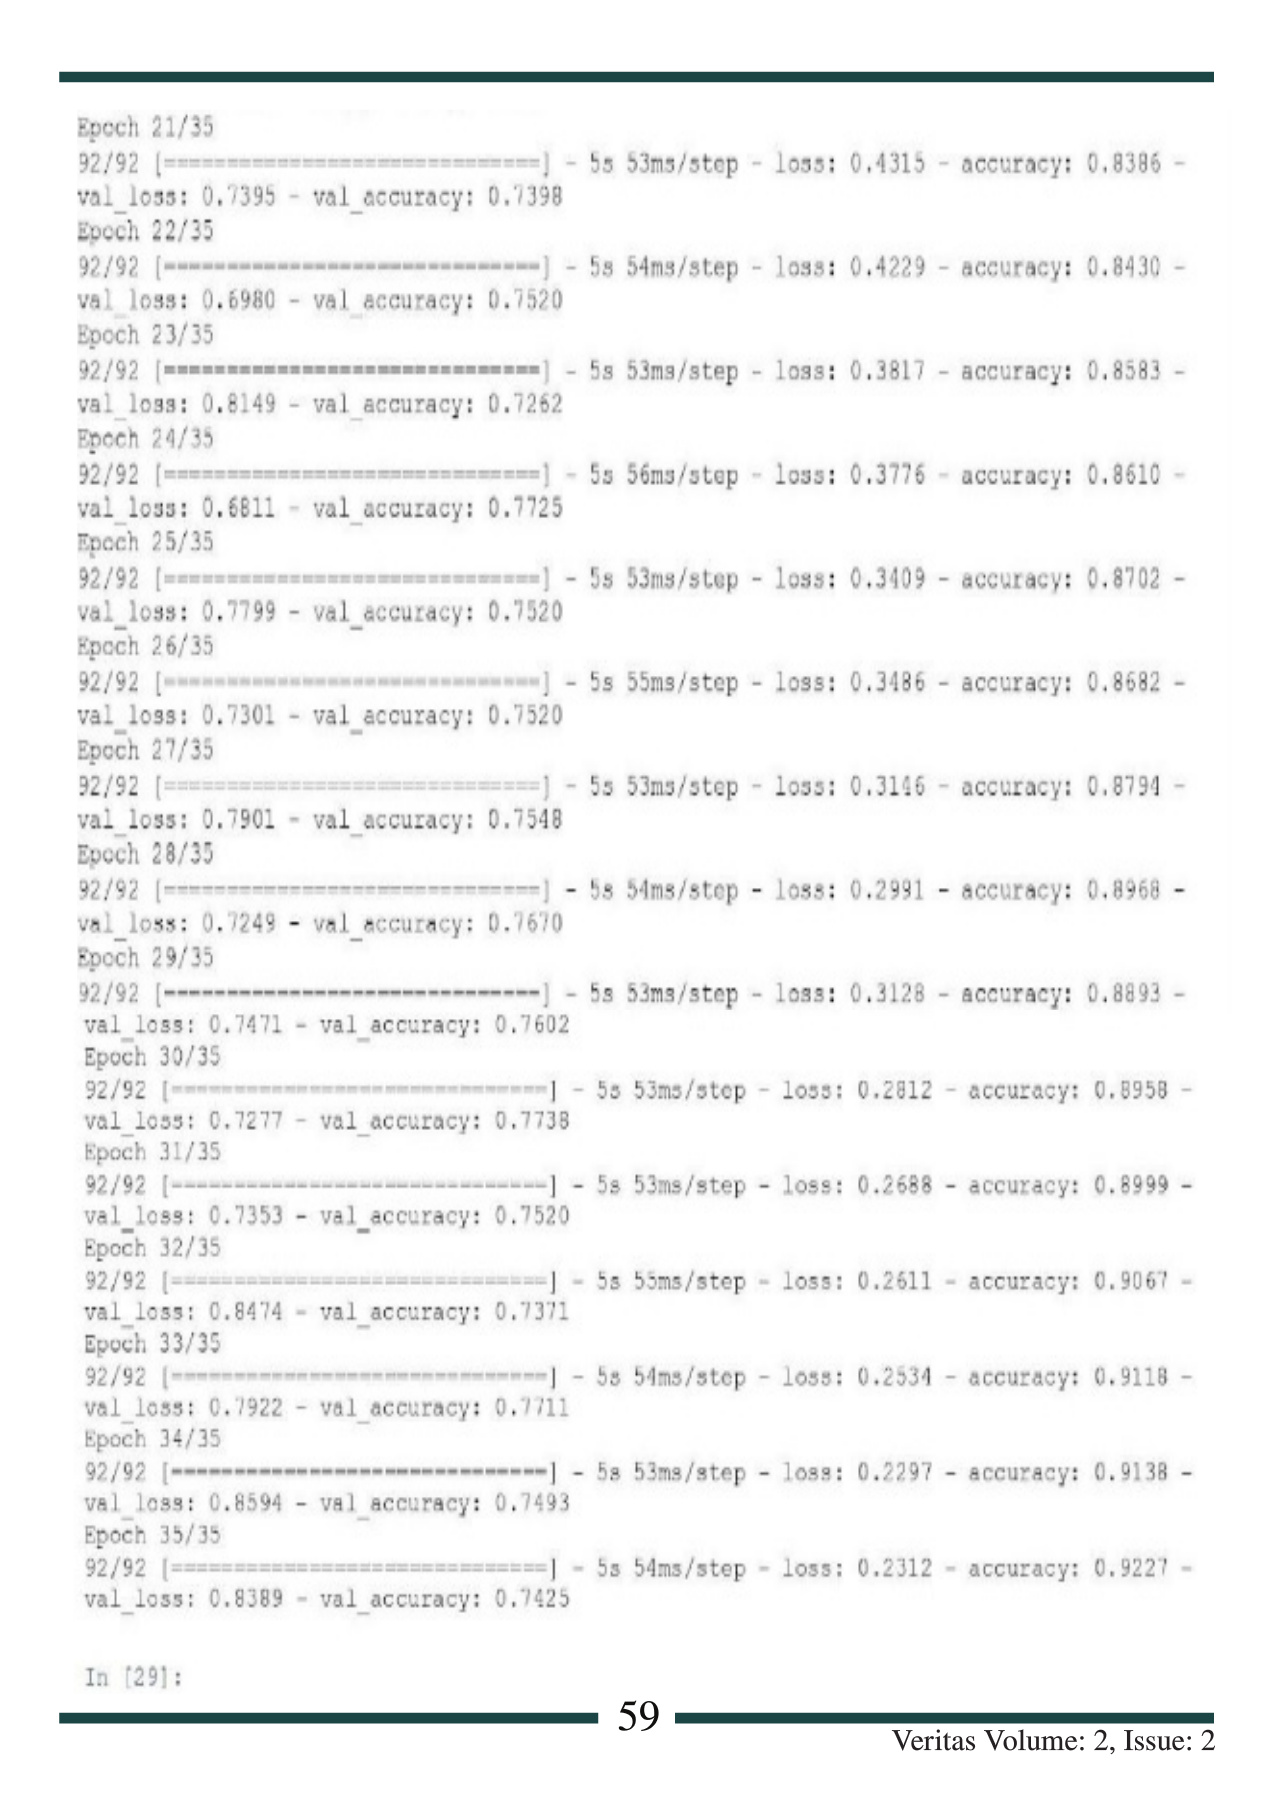 Epoch 21/35
92/92 [==============================] - 5s 53ms/step - loss: 0.4315 - accuracy: 0.8386 -
val_loss: 0.7395 - val_accuracy: 0.7398
Epoch 22/35
92/92 [==============================] - 5s 54ms/step - loss: 0.4229 - accuracy: 0.8430 -
val_loss: 0.6980 - val_accuracy: 0.7520
Epoch 23/35
92/92 [==============================] - 5s 53ms/step - loss: 0.3817 - accuracy: 0.8583 -
val_loss: 0.8149 - val_accuracy: 0.7262
Epoch 24/35
92/92 [==============================] - 5s 56ms/step - loss: 0.3776 - accuracy: 0.8610 -
val_loss: 0.6811 - val_accuracy: 0.7725
Epoch 25/35
92/92 [==============================] - 5s 53ms/step - loss: 0.3409 - accuracy: 0.8702 -
val_loss: 0.7799 - val_accuracy: 0.7520
Epoch 26/35
92/92 [==============================] - 5s 55ms/step - loss: 0.3486 - accuracy: 0.8682 -
val_loss: 0.7301 - val_accuracy: 0.7520
Epoch 27/35
92/92 [==============================] - 5s 53ms/step - loss: 0.3146 - accuracy: 0.8794 -
val_loss: 0.7901 - val_accuracy: 0.7548
Epoch 28/35
92/92 [==============================] - 5s 54ms/step - loss: 0.2991 - accuracy: 0.8968 -
val_loss: 0.7249 - val_accuracy: 0.7670
Epoch 29/35
92/92 [==============================] - 5s 53ms/step - loss: 0.3128 - accuracy: 0.8893 -
val_loss: 0.7471 - val_accuracy: 0.7602
Epoch 30/35
92/92 [==============================] - 5s 53ms/step - loss: 0.2812 - accuracy: 0.8958 -
val_loss: 0.7277 - val_accuracy: 0.7738
Epoch 31/35
92/92 [==============================] - 5s 53ms/step - loss: 0.2688 - accuracy: 0.8999 -
val_loss: 0.7353 - val_accuracy: 0.7520
Epoch 32/35
92/92 [==============================] - 5s 55ms/step - loss: 0.2611 - accuracy: 0.9067 -
val_loss: 0.8474 - val_accuracy: 0.7371
Epoch 33/35
92/92 [==============================] - 5s 54ms/step - loss: 0.2534 - accuracy: 0.9118 -
val_loss: 0.7922 - val_accuracy: 0.7711
Epoch 34/35
92/92 [==============================] - 5s 53ms/step - loss: 0.2297 - accuracy: 0.9138 -
val_loss: 0.8594 - val_accuracy: 0.7493
Epoch 35/35
92/92 [==============================] - 5s 54ms/step - loss: 0.2312 - accuracy: 0.9227 -
val_loss: 0.8389 - val_accuracy: 0.7425
In [29]:
59
Veritas Volume: 2, Issue: 2